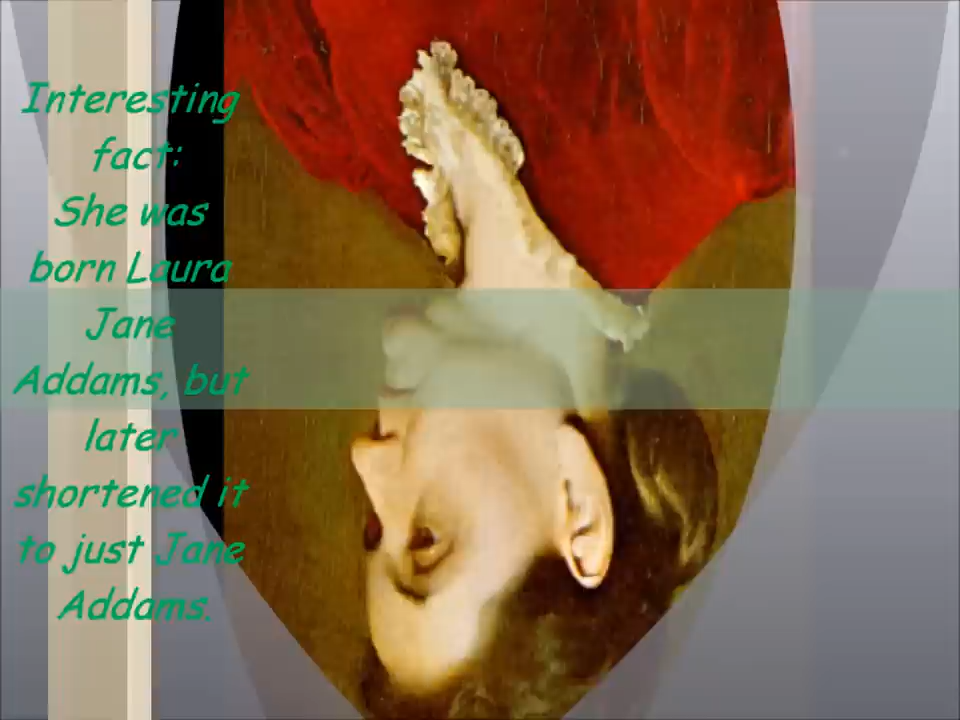 Interesting
fact:
She was
born Laura
Jane
Addams, but
later
shortened it
to just Jane
Addams.